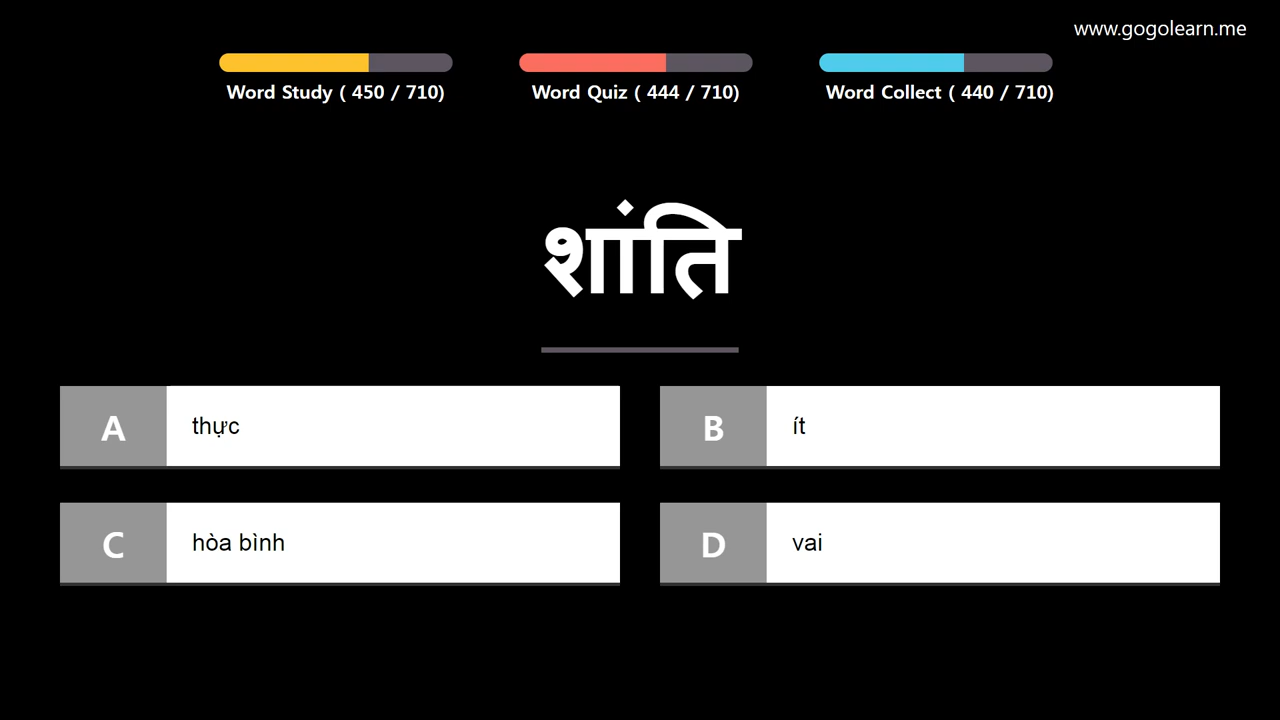 www.gogolearn.me
Word Study ( 450 / 710)
Word Quiz ( 444 / 710)
Word Collect ( 440 / 710)
शांति
A thực
B ít
C hòa bình
D vai